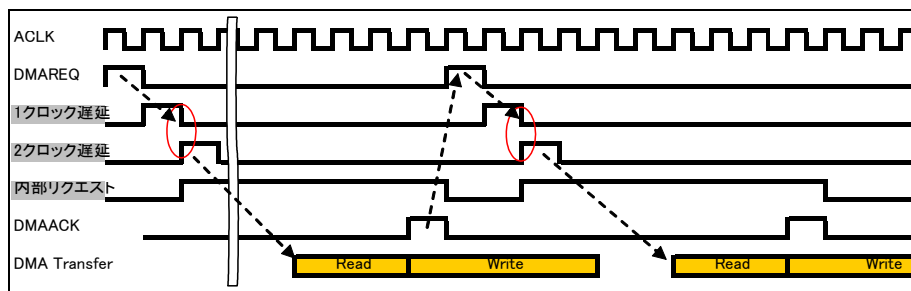 ACLK
DMAREQ
1クロック遅延
2クロック遅延
内部リクエスト
DMAACK
DMA Transfer Read Write Read Write